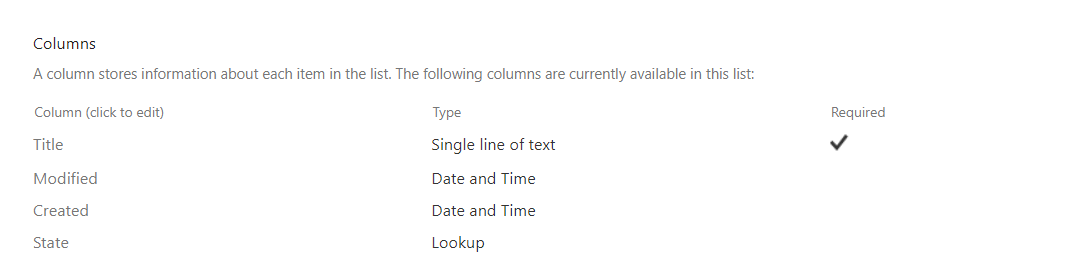 Columns
A column stores information about each item in the list. The following columns are currently available in this list:
Column (click to edit) Type Required
Title Single line of text
Modified Date and Time
Created Date and Time
State Lookup